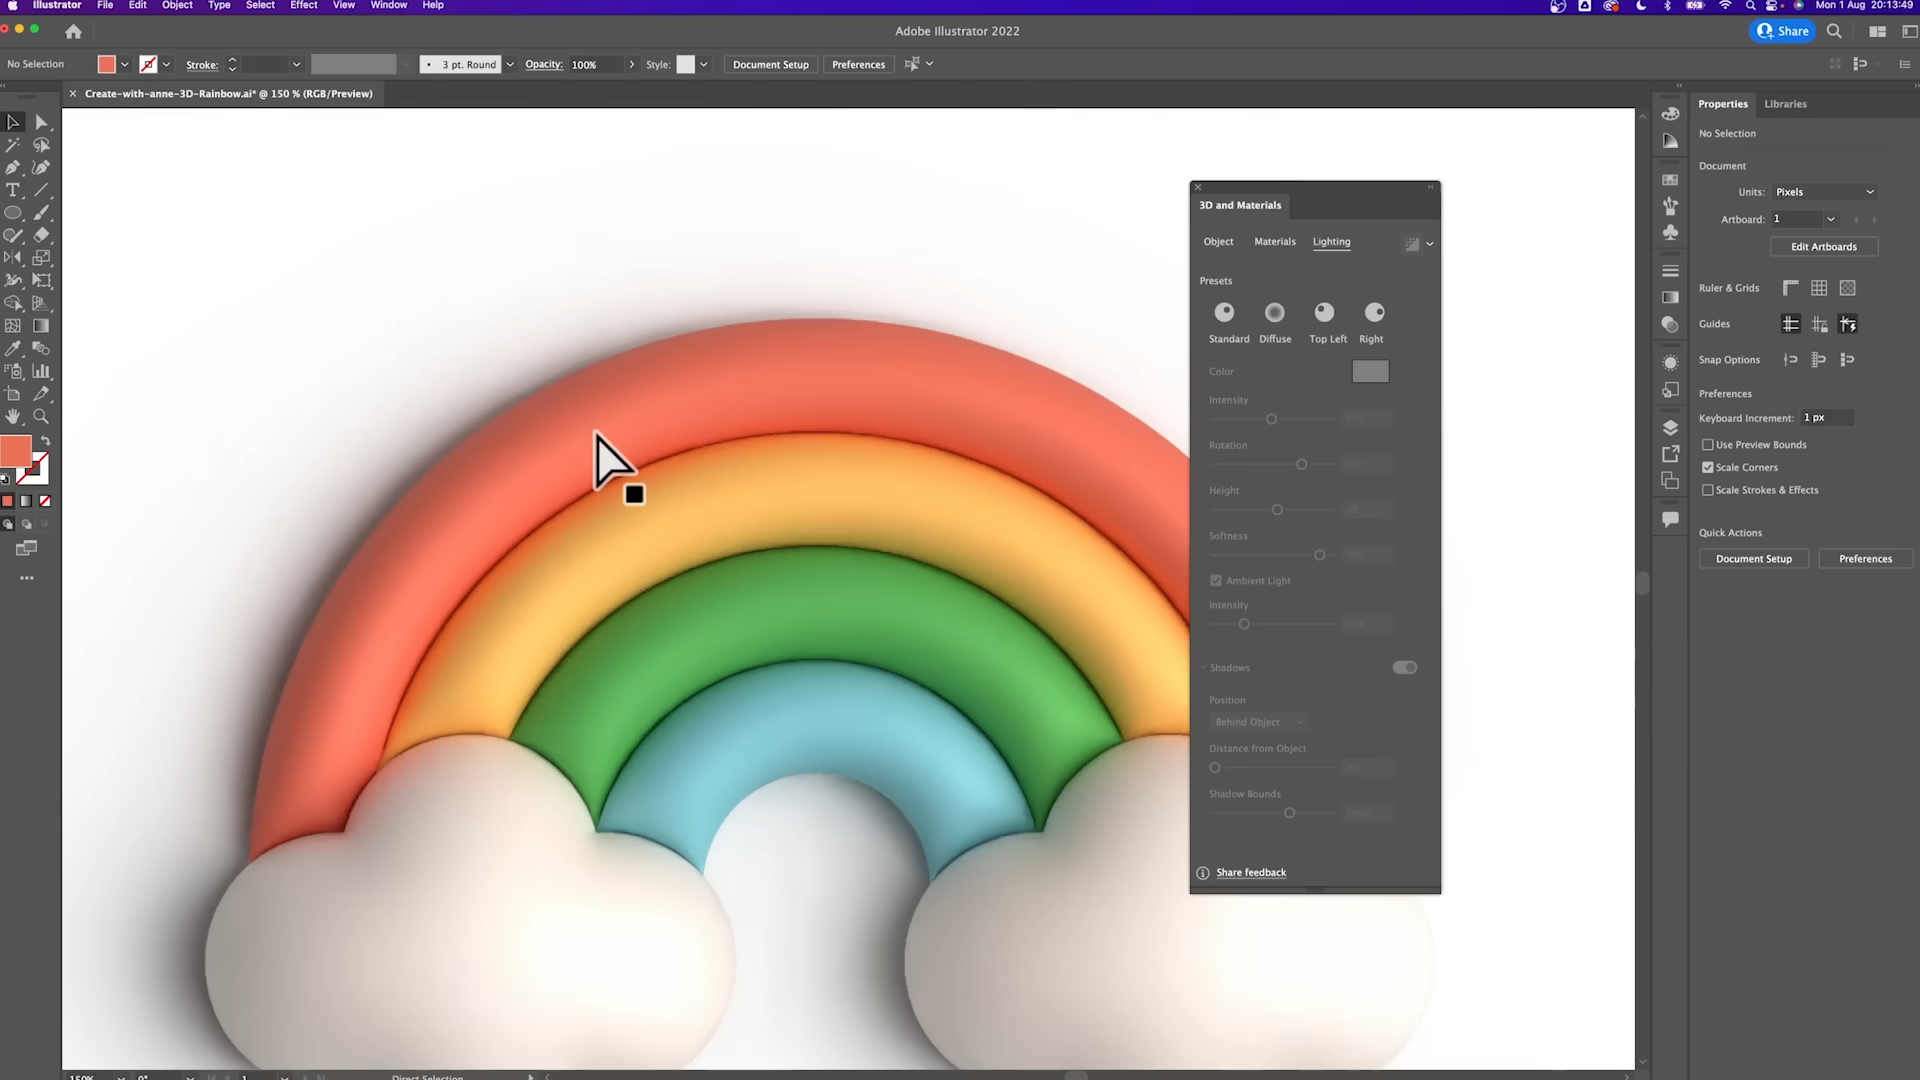 Illustrator File Edit Object Type Select Effect View Window Help
Mon 1 Aug 20:13:49
Adobe Illustrator 2022
Share
No Selection
Stroke:
3 pt. Round
Opacity: 100%
Style:
Document Setup
Preferences
Create-with-anne-3D-Rainbow.ai* @ 150 % (RGB/Preview)
3D and Materials
Object Materials Lighting
Presets
Standard Diffuse Top Left Right
Color
Intensity
Rotation
Height
Softness
Ambient Light
Intensity
Shadows
Position
Behind Object
Distance from Object
Shadow Bounds
Share feedback
Properties Libraries
No Selection
Document
Units: Pixels
Artboard: 1
Edit Artboards
Ruler & Grids
Guides
Snap Options
Preferences
Keyboard Increment: 1 px
Use Preview Bounds
Scale Corners
Scale Strokes & Effects
Quick Actions
Document Setup Preferences
150% 0° 1 Direct Selection